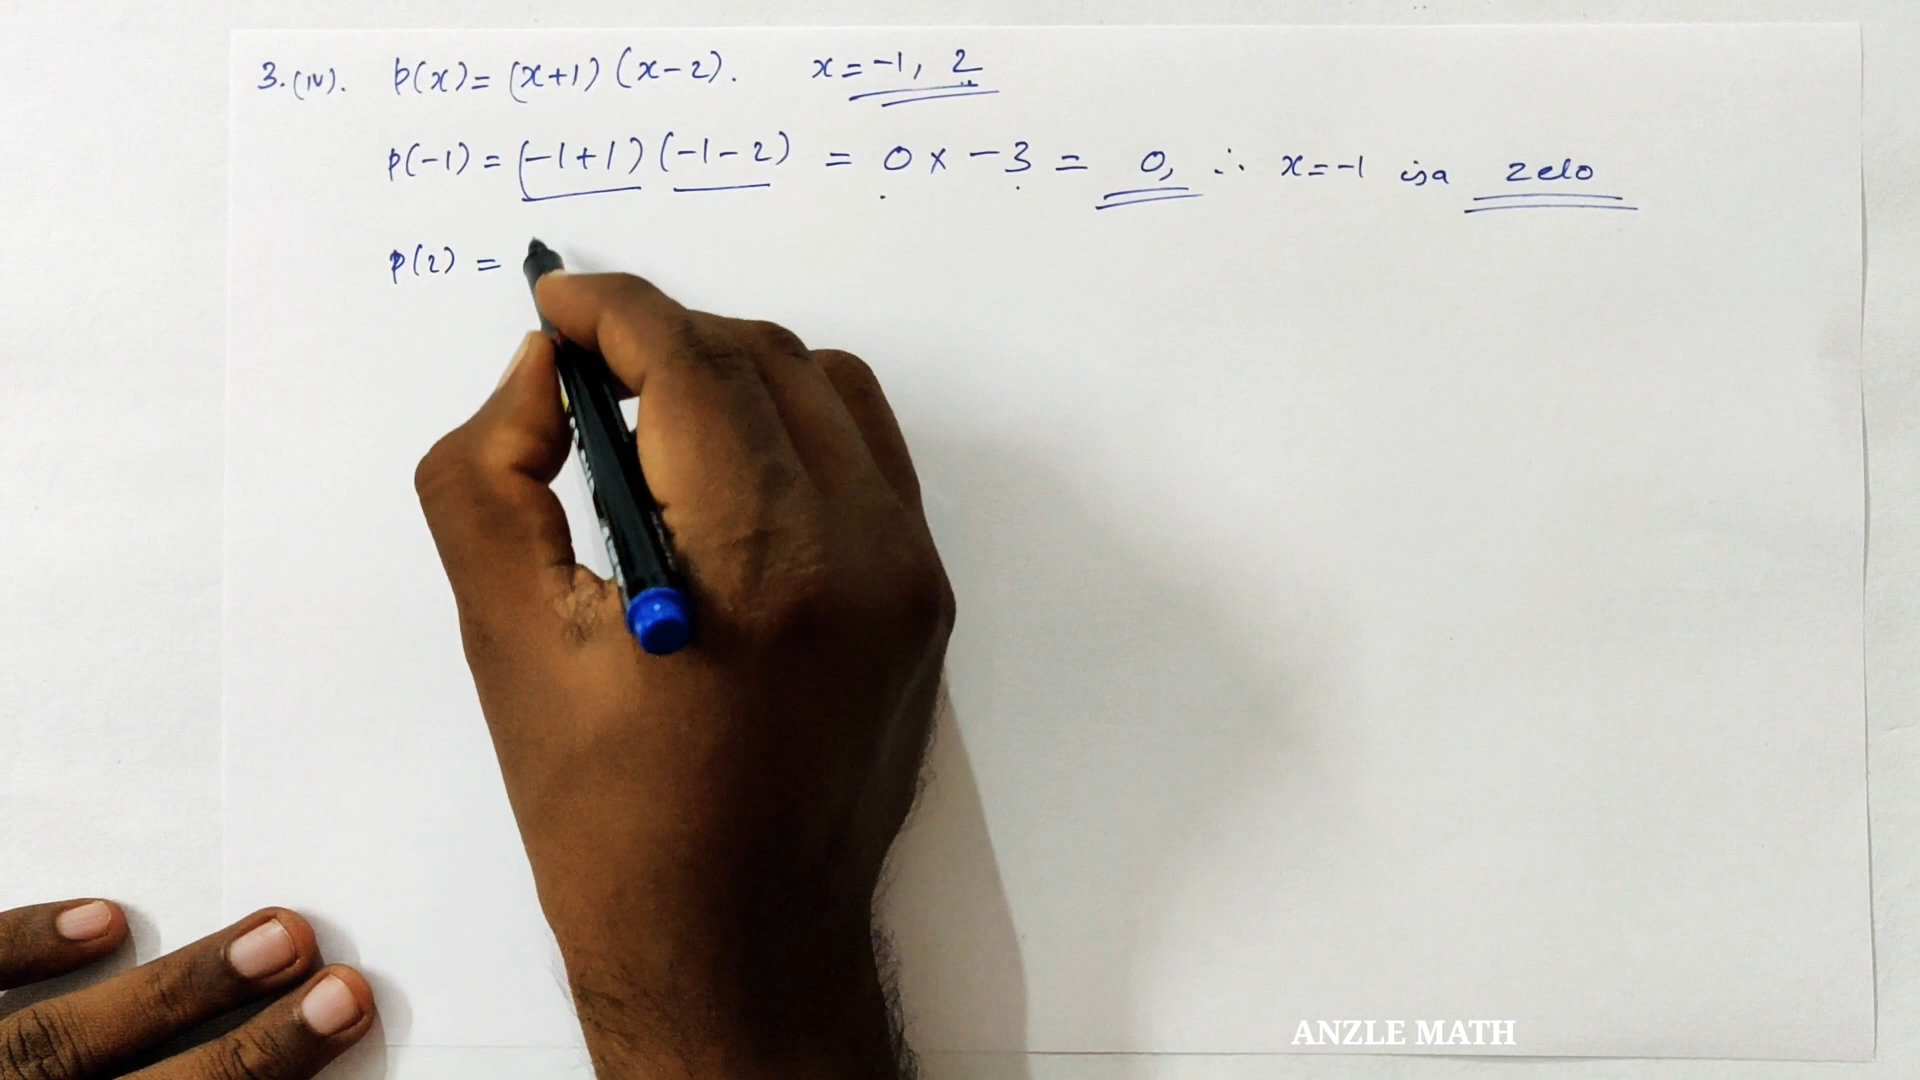 3.(iv). p(x)= (x+1) (x-2). x=-1, 2
p(-1) = (-1+1) (-1-2) = 0 x -3 = 0, ∴ x=-1 is a zero
p(2) =
ANZLE MATH